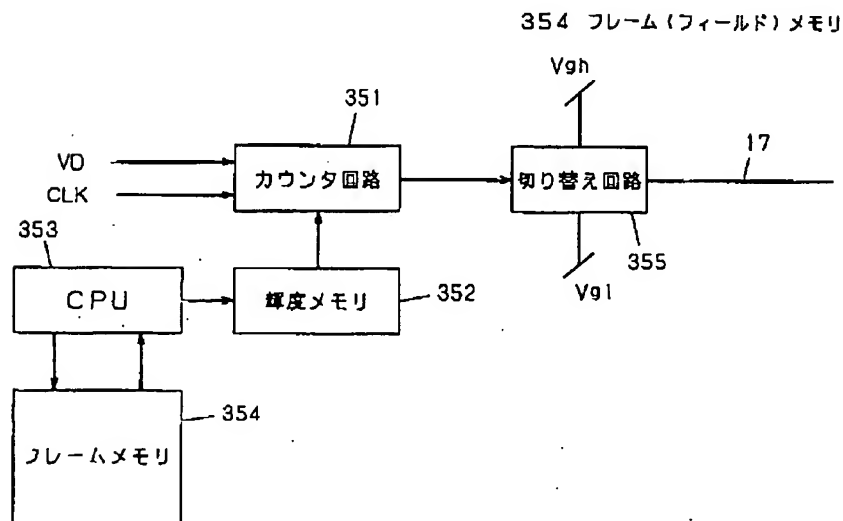 354 フレーム(フィールド)メモリ
Vgh
351
17
VD
CLK
カウンタ回路
切り替え回路
353
355
CPU
輝度メモリ
352
Vgl
354
フレームメモリ